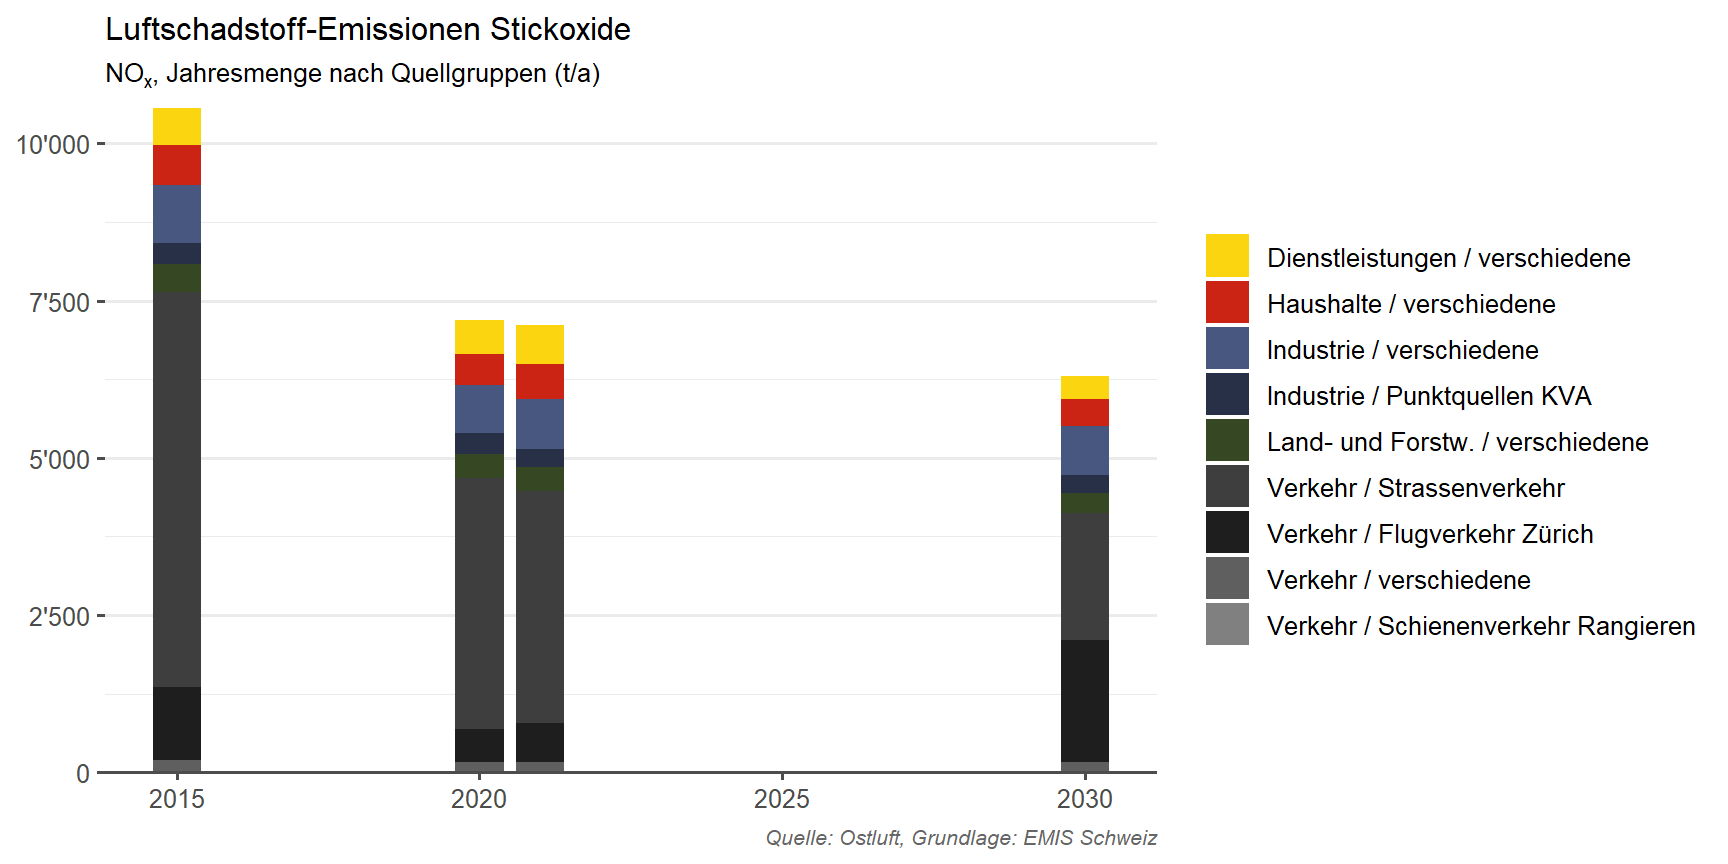 Luftschadstoff-Emissionen Stickoxide
NOx, Jahresmenge nach Quellgruppen (t/a)
10'000
7'500
5'000
2'500
0
2015 2020 2025 2030
Dienstleistungen / verschiedene
Haushalte / verschiedene
Industrie / verschiedene
Industrie / Punktquellen KVA
Land- und Forstw. / verschiedene
Verkehr / Strassenverkehr
Verkehr / Flugverkehr Zürich
Verkehr / verschiedene
Verkehr / Schienenverkehr Rangieren
Quelle: Ostluft, Grundlage: EMIS Schweiz